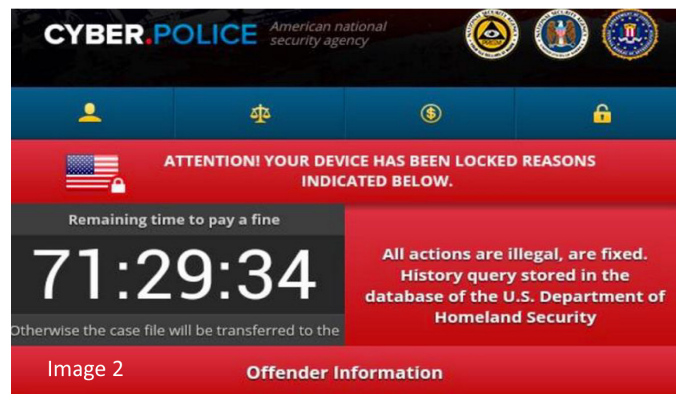 CYBER.POLICE
American national
security agency
ATTENTION! YOUR DEVICE HAS BEEN LOCKED REASONS
INDICATED BELOW.
Remaining time to pay a fine
71:29:34
Otherwise the case file will be transferred to the
All actions are illegal, are fixed.
History query stored in the
database of the U.S. Department of
Homeland Security
Image 2
Offender Information